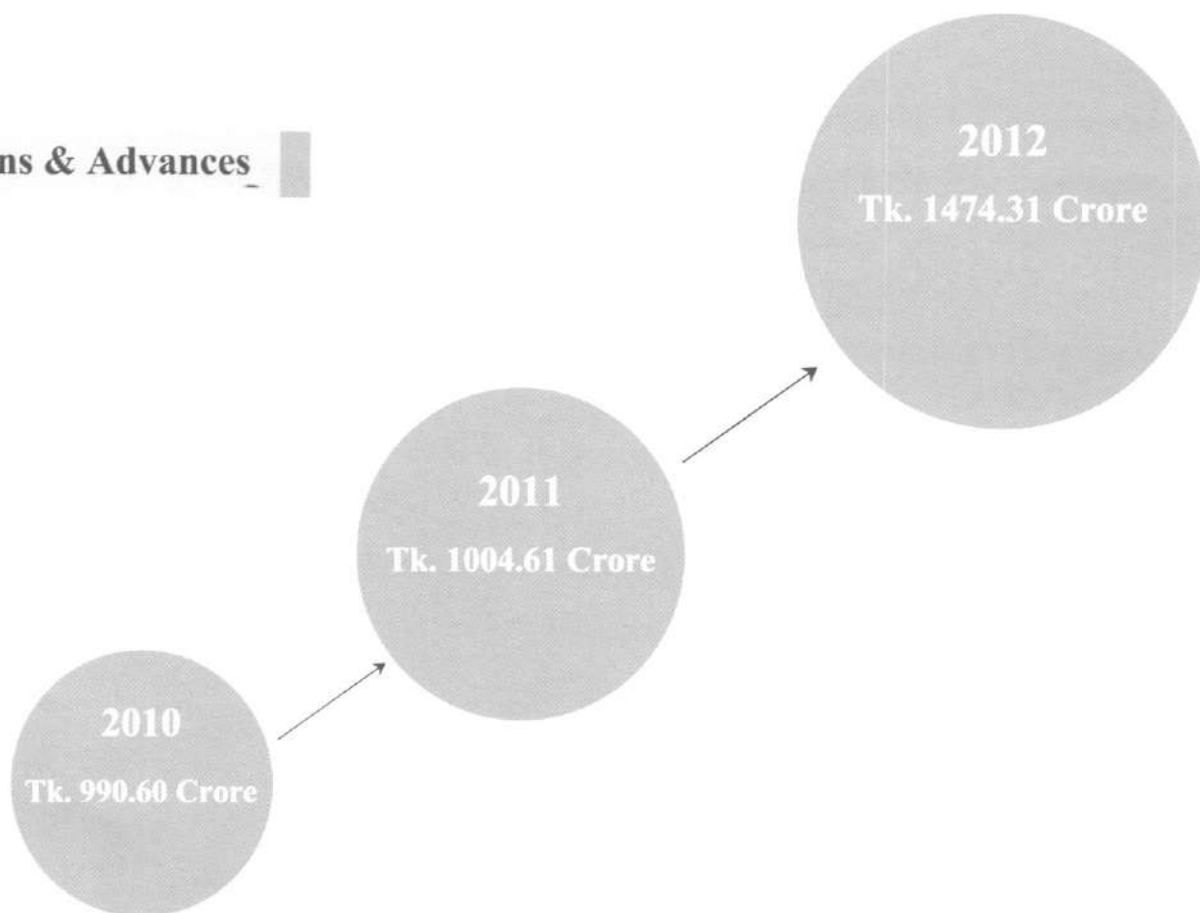 ns & Advances
2012
Tk. 1474.31 Crore
2011
Tk. 1004.61 Crore
2010
Tk. 990.60 Crore